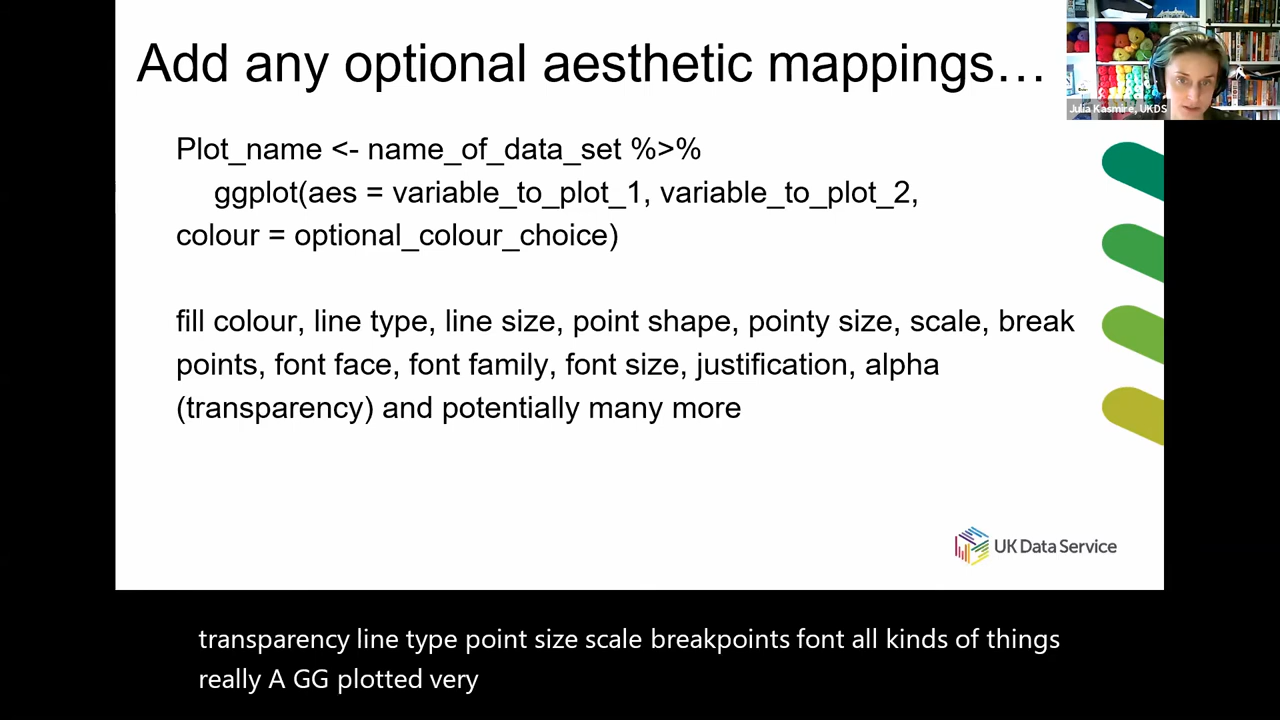 Add any optional aesthetic mappings…
Julia Kasmire, UKDS
Plot_name <- name_of_data_set %>%
ggplot(aes = variable_to_plot_1, variable_to_plot_2,
colour = optional_colour_choice)
fill colour, line type, line size, point shape, pointy size, scale, break
points, font face, font family, font size, justification, alpha
(transparency) and potentially many more
UK Data Service
transparency line type point size scale breakpoints font all kinds of things
really A GG plotted very